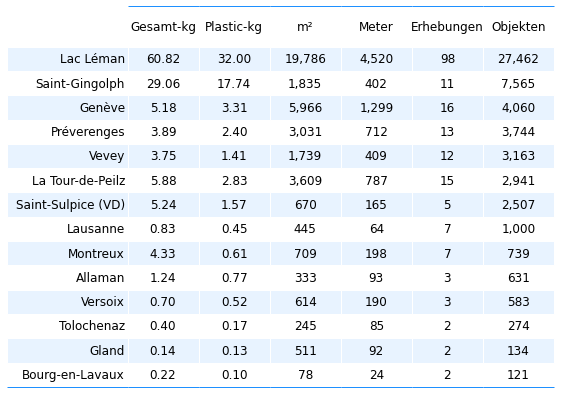 Gesamt-kg Plastic-kg m² Meter Erhebungen Objekten
Lac Léman 60.82 32.00 19,786 4,520 98 27,462
Saint-Gingolph 29.06 17.74 1,835 402 11 7,565
Genève 5.18 3.31 5,966 1,299 16 4,060
Préverenges 3.89 2.40 3,031 712 13 3,744
Vevey 3.75 1.41 1,739 409 12 3,163
La Tour-de-Peilz 5.88 2.83 3,609 787 15 2,941
Saint-Sulpice (VD) 5.24 1.57 670 165 5 2,507
Lausanne 0.83 0.45 445 64 7 1,000
Montreux 4.33 0.61 709 198 7 739
Allaman 1.24 0.77 333 93 3 631
Versoix 0.70 0.52 614 190 3 583
Tolochenaz 0.40 0.17 245 85 2 274
Gland 0.14 0.13 511 92 2 134
Bourg-en-Lavaux 0.22 0.10 78 24 2 121